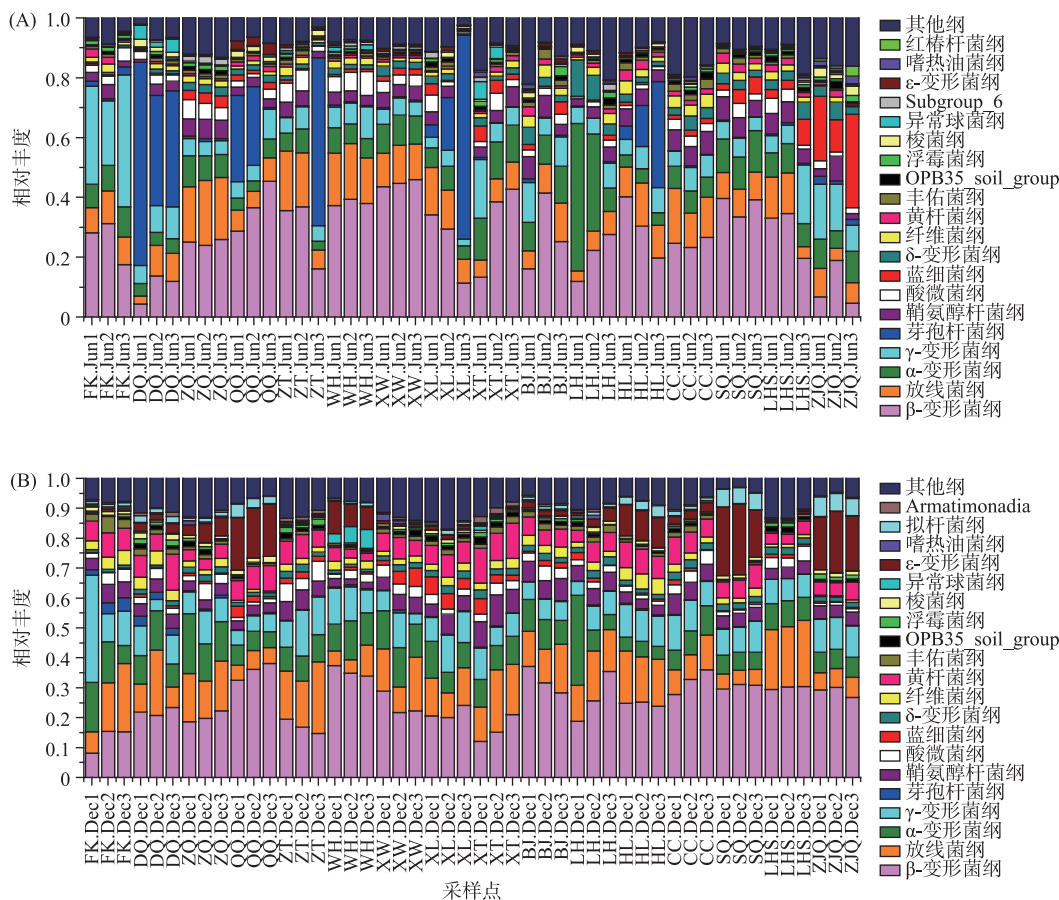 (A)
相对丰度
1.0
0.8
0.6
0.4
0.2
0
FK.Jun1
FK.Jun2
FK.Jun3
DQ.Jun1
DQ.Jun2
DQ.Jun3
ZQ.Jun1
ZQ.Jun2
ZQ.Jun3
QQ.Jun1
QQ.Jun2
QQ.Jun3
ZT.Jun1
ZT.Jun2
ZT.Jun3
WH.Jun1
WH.Jun2
WH.Jun3
XW.Jun1
XW.Jun2
XW.Jun3
XL.Jun1
XL.Jun2
XL.Jun3
XT.Jun1
XT.Jun2
XT.Jun3
BJ.Jun1
BJ.Jun2
BJ.Jun3
LH.Jun1
LH.Jun2
LH.Jun3
HL.Jun1
HL.Jun2
HL.Jun3
CC.Jun1
CC.Jun2
CC.Jun3
SQ.Jun1
SQ.Jun2
SQ.Jun3
LHS.Jun1
LHS.Jun2
LHS.Jun3
ZJQ.Jun1
ZJQ.Jun2
ZJQ.Jun3
其他纲
红椿杆菌纲
嗜热油菌纲
ε-变形菌纲
Subgroup_6
异常球菌纲
梭菌纲
浮霉菌纲
OPB35_soil_group
丰佑菌纲
黄杆菌纲
纤维菌纲
δ-变形菌纲
蓝细菌纲
酸微菌纲
鞘氨醇杆菌纲
芽孢杆菌纲
γ-变形菌纲
α-变形菌纲
放线菌纲
β-变形菌纲
(B)
相对丰度
1.0
0.9
0.8
0.7
0.6
0.5
0.4
0.3
0.2
0.1
0
FK.Dec1
FK.Dec2
FK.Dec3
DQ.Dec1
DQ.Dec2
DQ.Dec3
ZQ.Dec1
ZQ.Dec2
ZQ.Dec3
QQ.Dec1
QQ.Dec2
QQ.Dec3
ZT.Dec1
ZT.Dec2
ZT.Dec3
WH.Dec1
WH.Dec2
WH.Dec3
XW.Dec1
XW.Dec2
XW.Dec3
XL.Dec1
XL.Dec2
XL.Dec3
XT.Dec1
XT.Dec2
XT.Dec3
BJ.Dec1
BJ.Dec2
BJ.Dec3
LH.Dec1
LH.Dec2
LH.Dec3
HL.Dec1
HL.Dec2
HL.Dec3
CC.Dec1
CC.Dec2
CC.Dec3
SQ.Dec1
SQ.Dec2
SQ.Dec3
LHS.Dec1
LHS.Dec2
LHS.Dec3
ZJQ.Dec1
ZJQ.Dec2
ZJQ.Dec3
采样点
其他纲
Armatimonadia
拟杆菌纲
嗜热油菌纲
ε-变形菌纲
异常球菌纲
梭菌纲
浮霉菌纲
OPB35_soil_group
丰佑菌纲
黄杆菌纲
纤维菌纲
δ-变形菌纲
蓝细菌纲
酸微菌纲
鞘氨醇杆菌纲
芽孢杆菌纲
γ-变形菌纲
α-变形菌纲
放线菌纲
β-变形菌纲